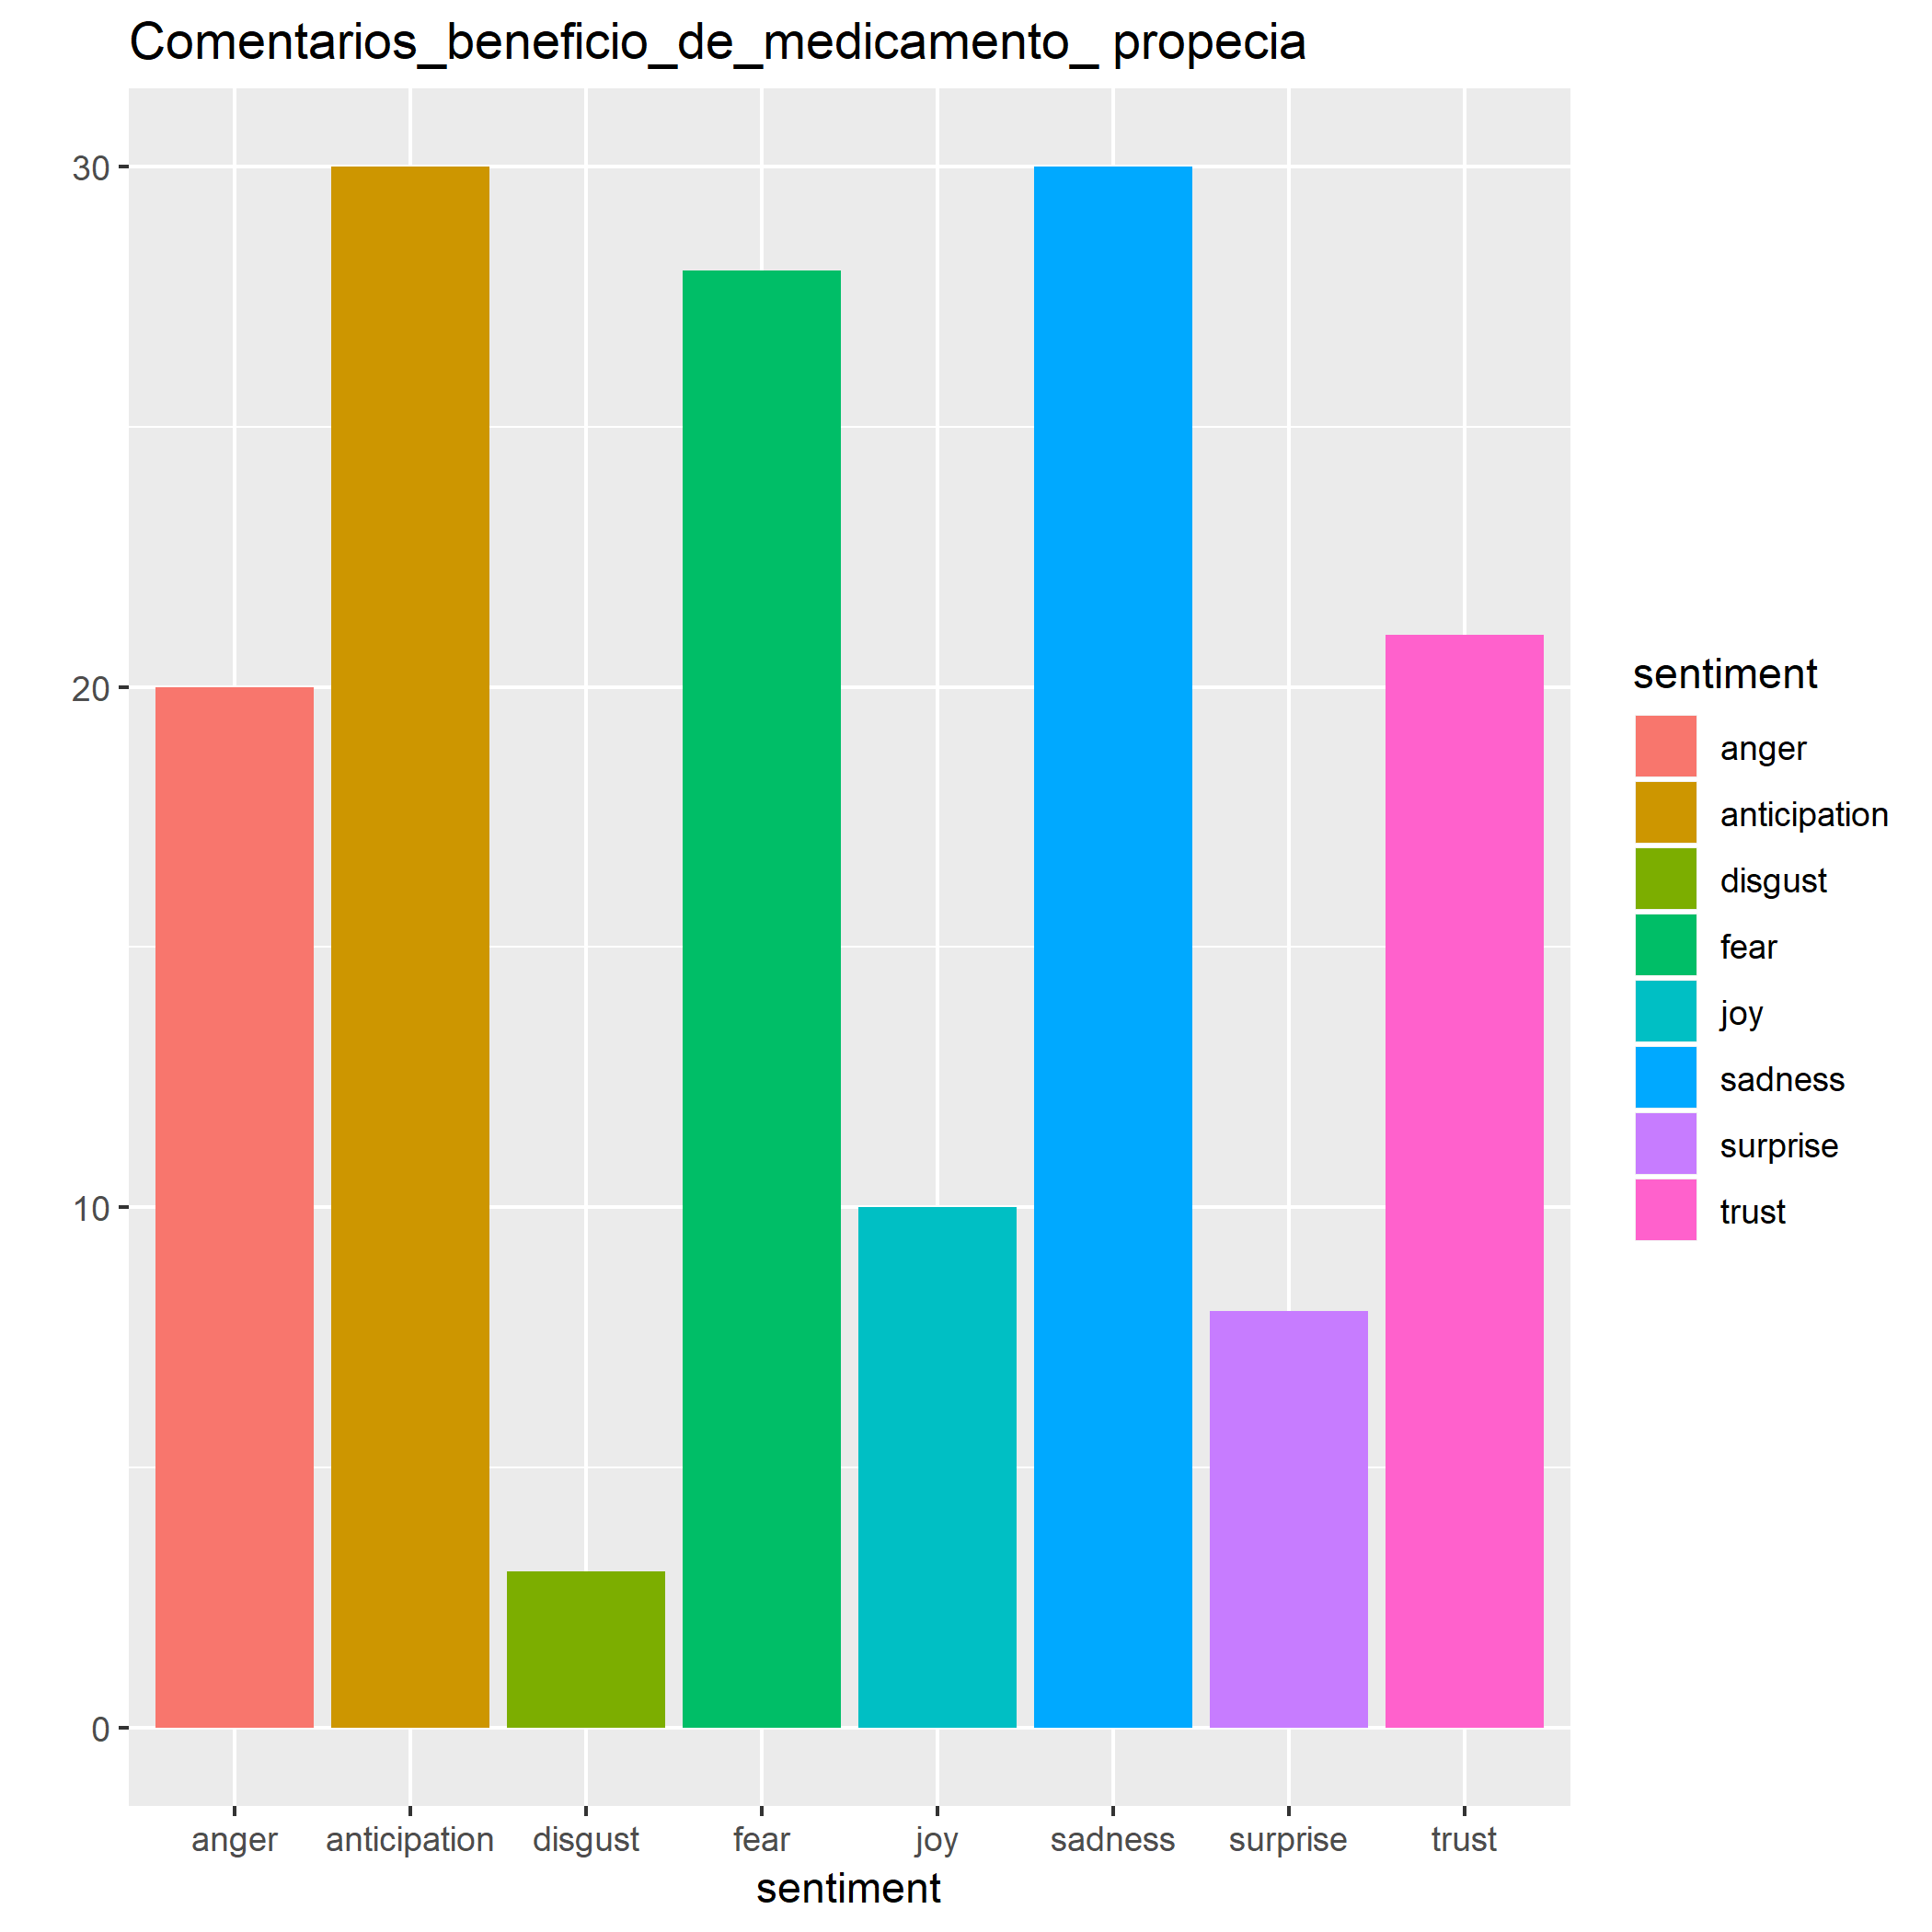 Comentarios_beneficio_de_medicamento_ propecia
30
20
10
0
anger anticipation disgust fear joy sadness surprise trust
sentiment
sentiment
anger
anticipation
disgust
fear
joy
sadness
surprise
trust